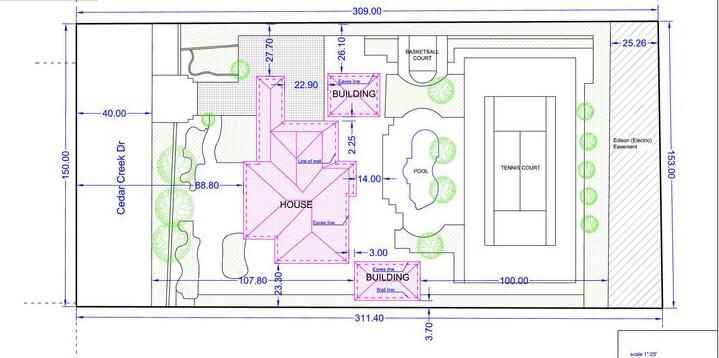 309.00
27.70
26.10
BASKETBALL
COURT
25.26
Eaves line
22.90
BUILDING
40.00
2.25
Edison (Electric)
Easement
150.00
Cedar Creek Dr
Line of wall
153.00
88.80
14.00
POOL
TENNIS COURT
HOUSE
Eaves line
3.00
Eaves line
107.80
23.30
BUILDING
100.00
Wall line
311.40
3.70
scale 1":25'